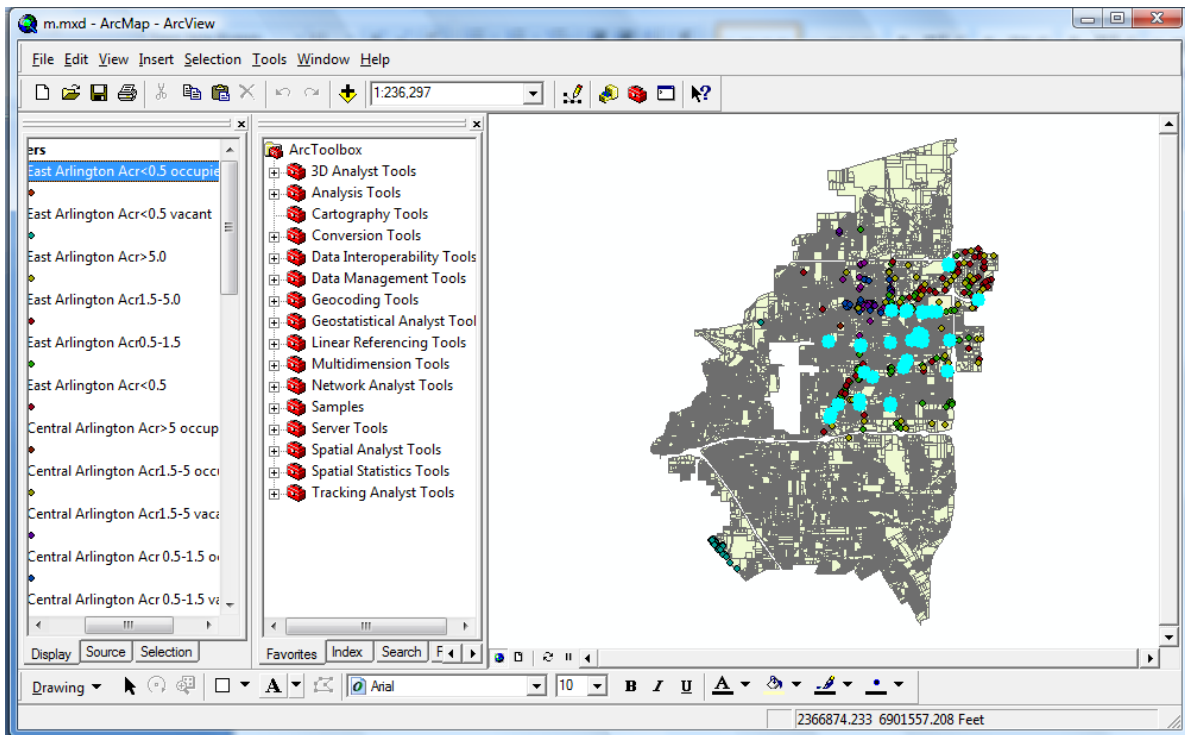 m.mxd - ArcMap - ArcView
File Edit View Insert Selection Tools Window Help
1:236,297
ers
East Arlington Acr<0.5 occupie
East Arlington Acr<0.5 vacant
East Arlington Acr>5.0
East Arlington Acr1.5-5.0
East Arlington Acr0.5-1.5
East Arlington Acr<0.5
Central Arlington Acr>5 occup
Central Arlington Acr1.5-5 occu
Central Arlington Acr1.5-5 vaca
Central Arlington Acr 0.5-1.5 o
Central Arlington Acr 0.5-1.5 va
Display Source Selection
ArcToolbox
3D Analyst Tools
Analysis Tools
Cartography Tools
Conversion Tools
Data Interoperability Tools
Data Management Tools
Geocoding Tools
Geostatistical Analyst Tool
Linear Referencing Tools
Multidimension Tools
Network Analyst Tools
Samples
Server Tools
Spatial Analyst Tools
Spatial Statistics Tools
Tracking Analyst Tools
Favorites Index Search
Drawing A Arial 10 B I U A
2366874.233 6901557.208 Feet